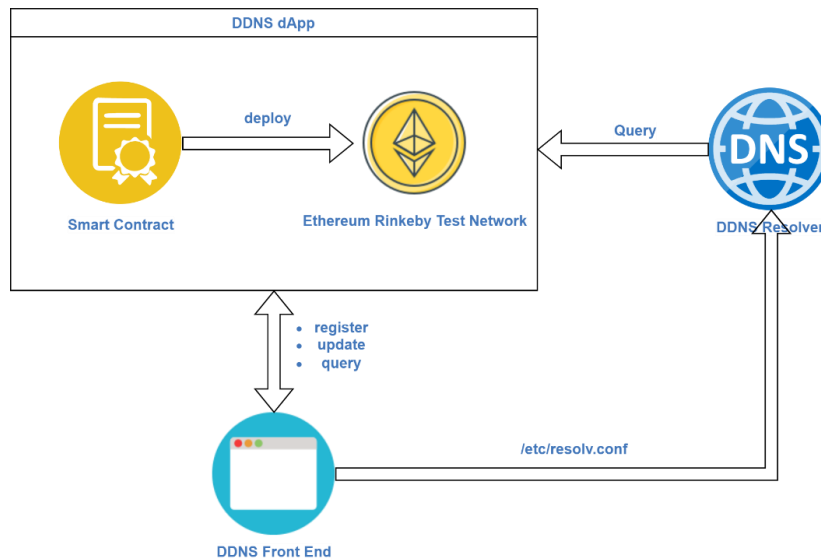 DDNS dApp
deploy
Query
DNS
Smart Contract
Ethereum Rinkeby Test Network
DDNS Resolver
register
update
query
/etc/resolv.conf
DDNS Front End